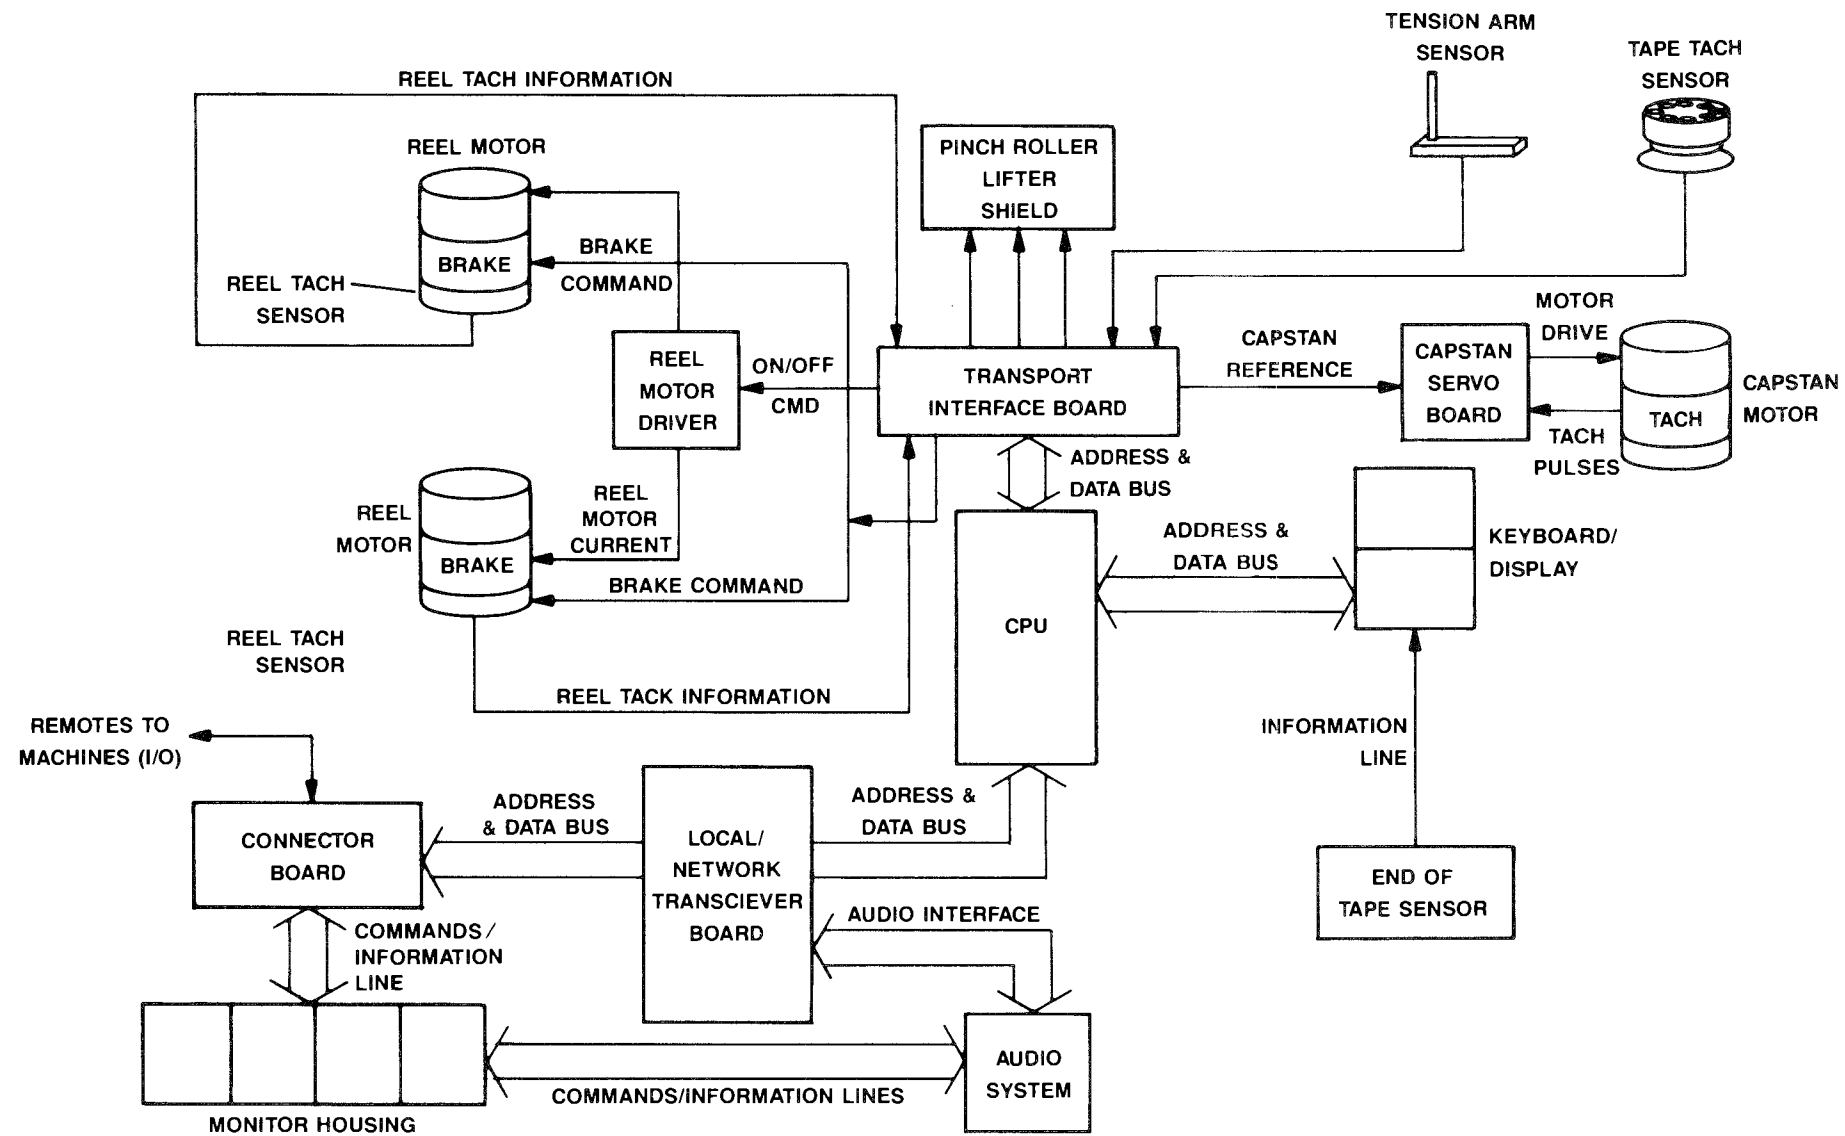 TENSION ARM
SENSOR
TAPE TACH
SENSOR
REEL TACH INFORMATION
REEL MOTOR
PINCH ROLLER
LIFTER
SHIELD
BRAKE
BRAKE
COMMAND
REEL TACH
SENSOR
REEL
MOTOR
DRIVER
ON/OFF
CMD
TRANSPORT
INTERFACE BOARD
CAPSTAN
REFERENCE
CAPSTAN
SERVO
BOARD
MOTOR
DRIVE
TACH
CAPSTAN
MOTOR
TACH
PULSES
ADDRESS &
DATA BUS
REEL
MOTOR
BRAKE
REEL
MOTOR
CURRENT
BRAKE COMMAND
ADDRESS &
DATA BUS
KEYBOARD/
DISPLAY
CPU
REEL TACH
SENSOR
REEL TACK INFORMATION
REMOTES TO
MACHINES (I/O)
INFORMATION
LINE
CONNECTOR
BOARD
ADDRESS
& DATA BUS
LOCAL/
NETWORK
TRANSCIEVER
BOARD
ADDRESS &
DATA BUS
END OF
TAPE SENSOR
AUDIO INTERFACE
COMMANDS/
INFORMATION
LINE
AUDIO
SYSTEM
COMMANDS/INFORMATION LINES
MONITOR HOUSING